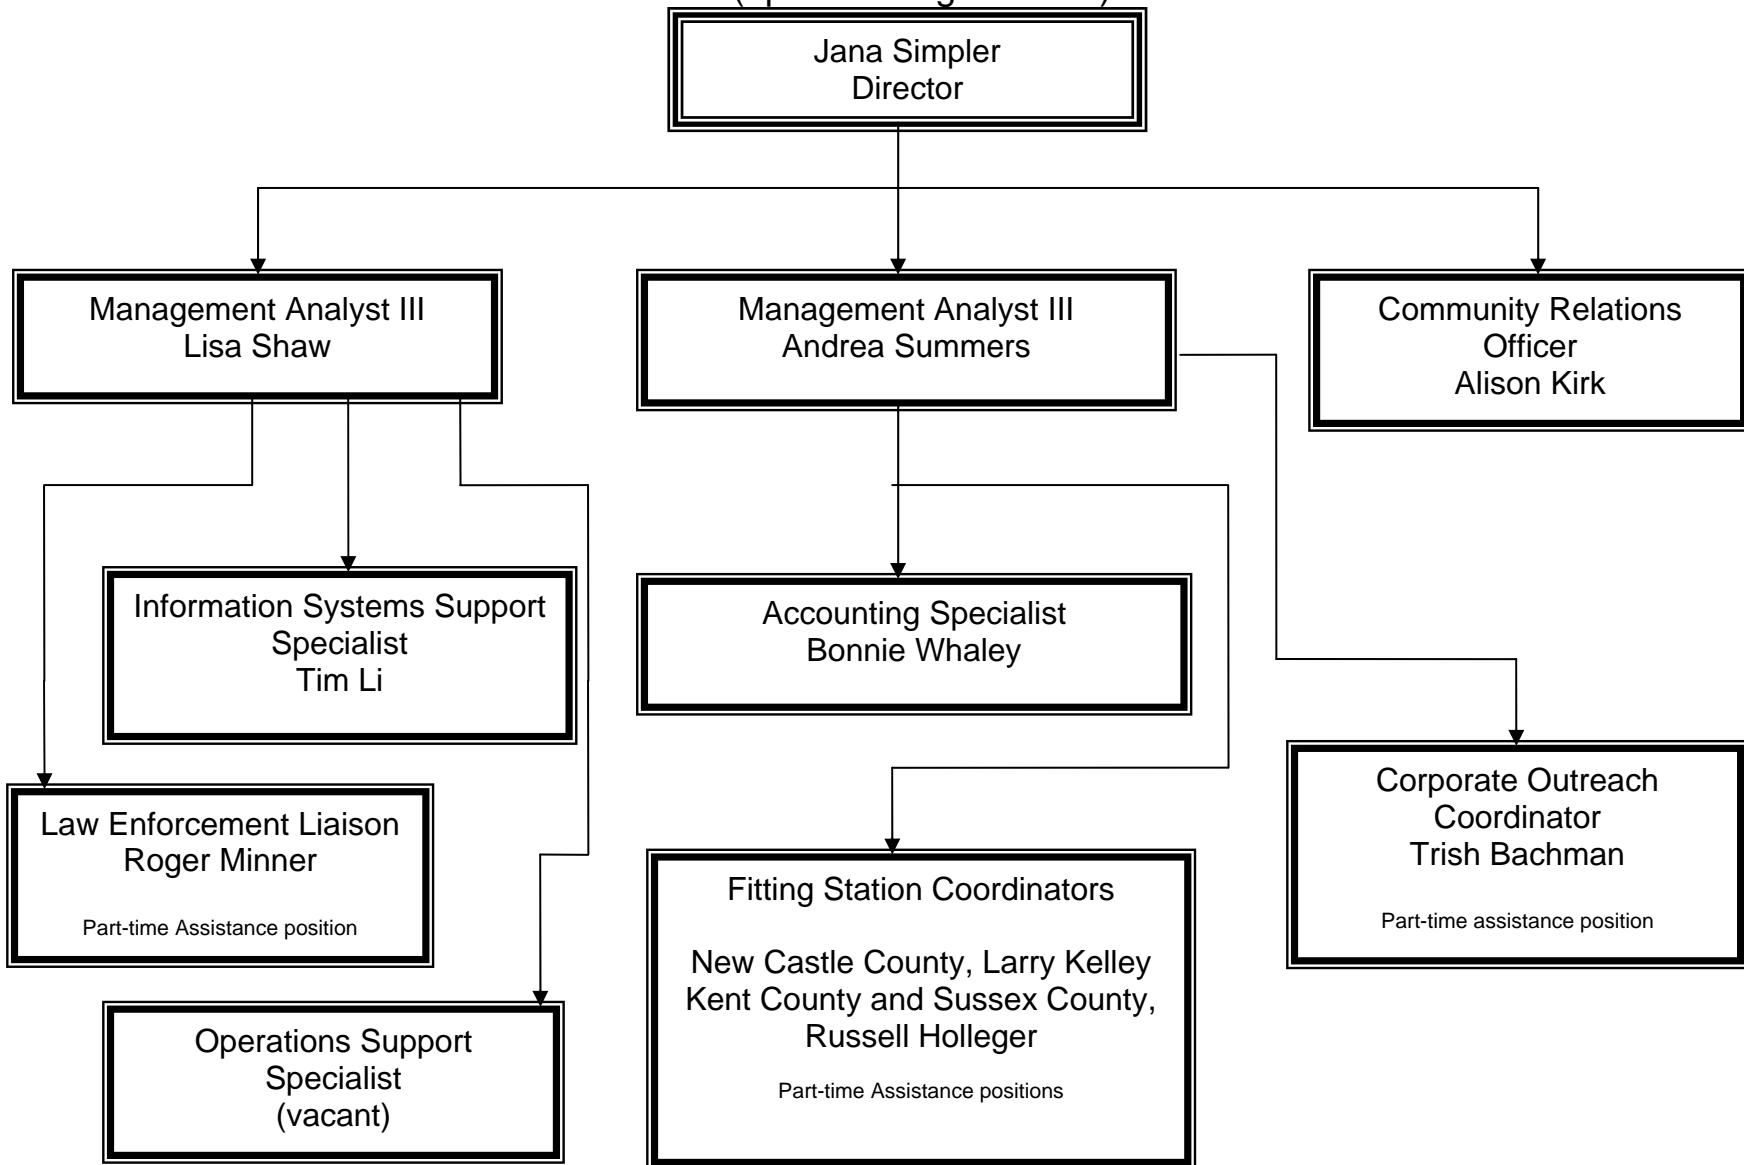 Jana Simpler
Director
Management Analyst III
Lisa Shaw
Management Analyst III
Andrea Summers
Community Relations
Officer
Alison Kirk
Information Systems Support
Specialist
Tim Li
Accounting Specialist
Bonnie Whaley
Law Enforcement Liaison
Roger Minner
Part-time Assistance position
Corporate Outreach
Coordinator
Trish Bachman
Part-time assistance position
Fitting Station Coordinators
New Castle County, Larry Kelley
Kent County and Sussex County,
Russell Holleger
Part-time Assistance positions
Operations Support
Specialist
(vacant)